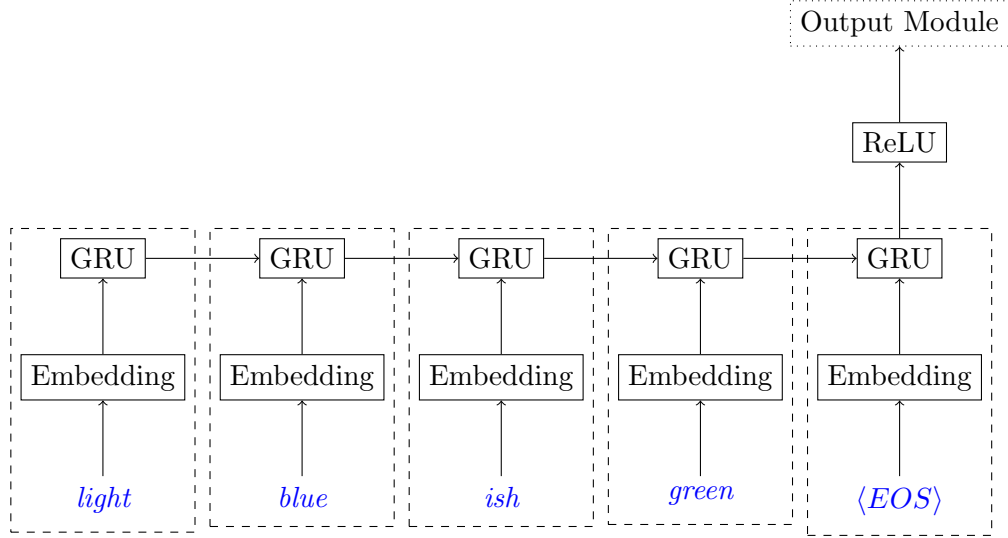 Output Module
ReLU
GRU GRU GRU GRU GRU
Embedding Embedding Embedding Embedding Embedding
light blue ish green ⟨EOS⟩